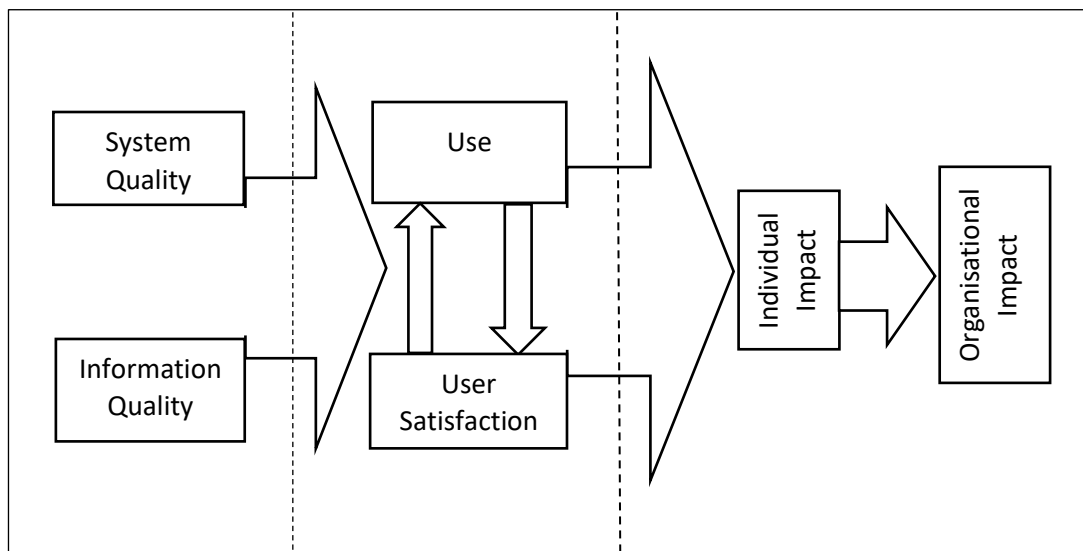 System
Quality
Information
Quality
Use
User
Satisfaction
Individual
Impact
Organisational
Impact